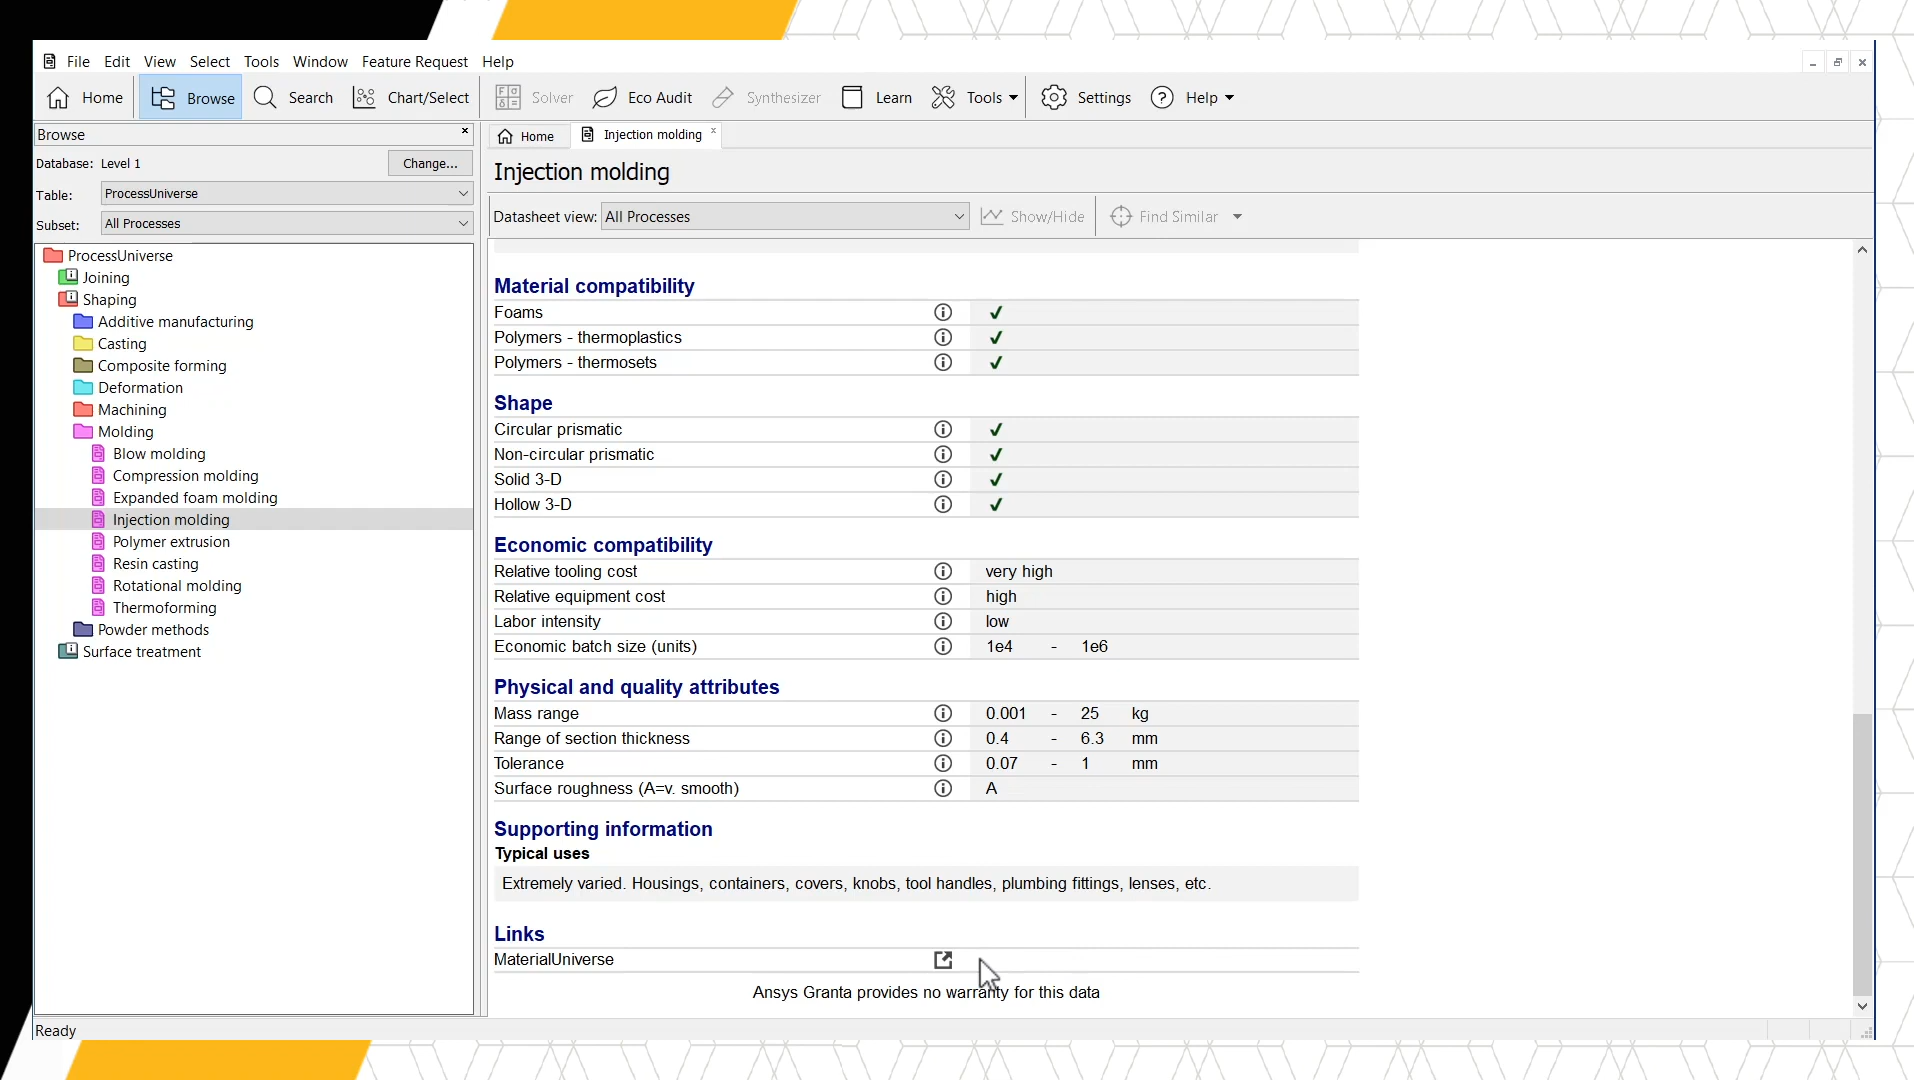 File Edit View Select Tools Window Feature Request Help
Home Browse Search Chart/Select Solver Eco Audit Synthesizer Learn Tools Settings Help
Browse
Database: Level 1 Change...
Table: ProcessUniverse
Subset: All Processes
ProcessUniverse
Joining
Shaping
Additive manufacturing
Casting
Composite forming
Deformation
Machining
Molding
Blow molding
Compression molding
Expanded foam molding
Injection molding
Polymer extrusion
Resin casting
Rotational molding
Thermoforming
Powder methods
Surface treatment
Home Injection molding
Injection molding
Datasheet view: All Processes Show/Hide Find Similar
Material compatibility
Foams ✓
Polymers - thermoplastics ✓
Polymers - thermosets ✓
Shape
Circular prismatic ✓
Non-circular prismatic ✓
Solid 3-D ✓
Hollow 3-D ✓
Economic compatibility
Relative tooling cost very high
Relative equipment cost high
Labor intensity low
Economic batch size (units) 1e4 - 1e6
Physical and quality attributes
Mass range 0.001 - 25 kg
Range of section thickness 0.4 - 6.3 mm
Tolerance 0.07 - 1 mm
Surface roughness (A=v. smooth) A
Supporting information
Typical uses
Extremely varied. Housings, containers, covers, knobs, tool handles, plumbing fittings, lenses, etc.
Links
MaterialUniverse
Ansys Granta provides no warranty for this data
Ready